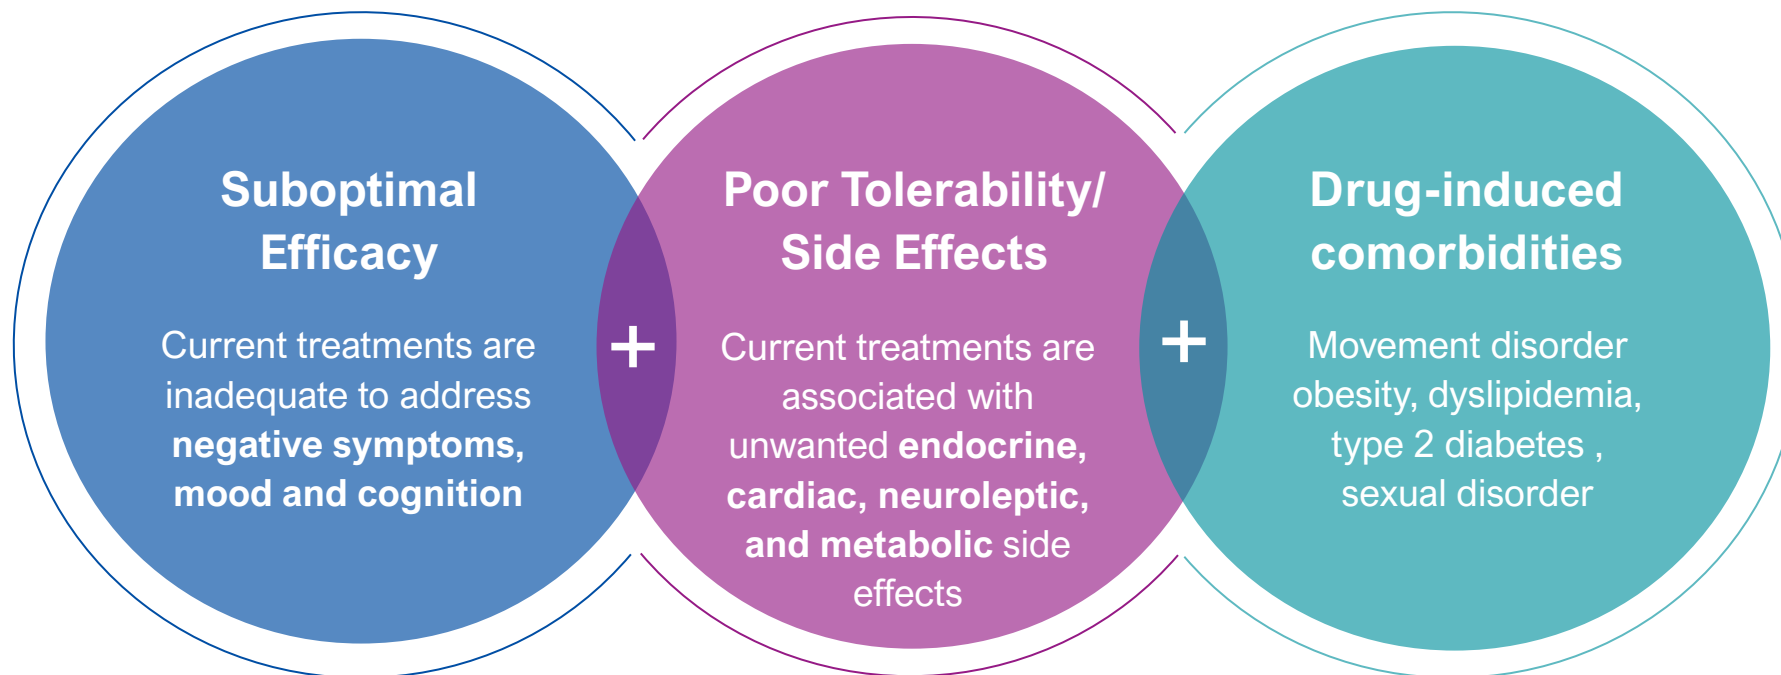 Suboptimal
Efficacy
Current treatments are
inadequate to address
negative symptoms,
mood and cognition
+
Poor Tolerability/
Side Effects
Current treatments are
associated with
unwanted endocrine,
cardiac, neuroleptic,
and metabolic side
effects
+
Drug-induced
comorbidities
Movement disorder
obesity, dyslipidemia,
type 2 diabetes ,
sexual disorder